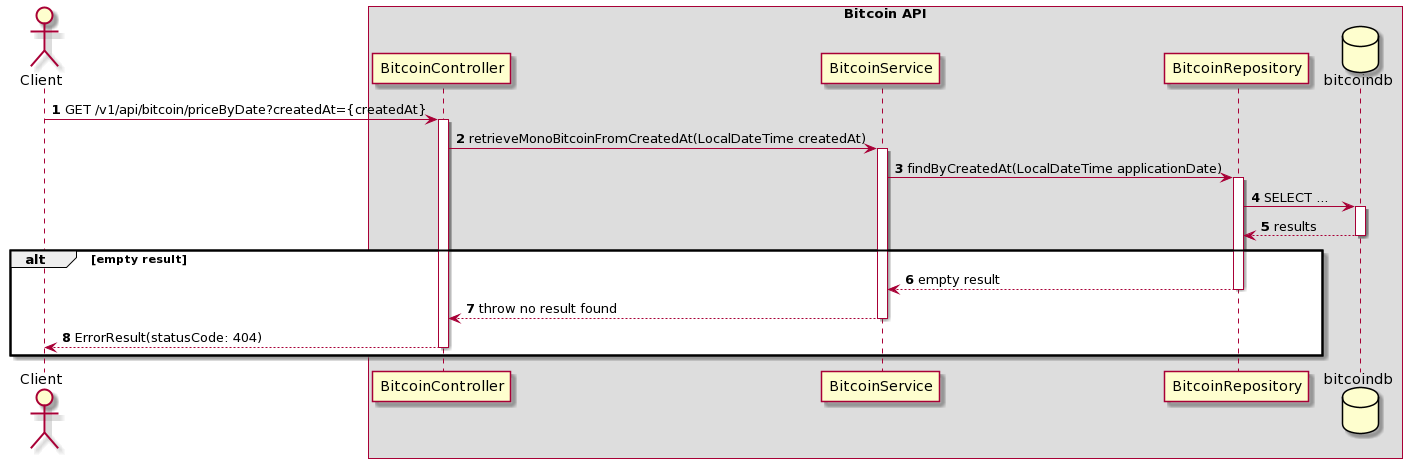 Bitcoin API
Client
BitcoinController
BitcoinService
BitcoinRepository
bitcoindb
1 GET /v1/api/bitcoin/priceByDate?createdAt={createdAt}
2 retrieveMonoBitcoinFromCreatedAt(LocalDateTime createdAt)
3 findByCreatedAt(LocalDateTime applicationDate)
4 SELECT ...
5 results
alt [empty result]
6 empty result
7 throw no result found
8 ErrorResult(statusCode: 404)
Client
BitcoinController
BitcoinService
BitcoinRepository
bitcoindb